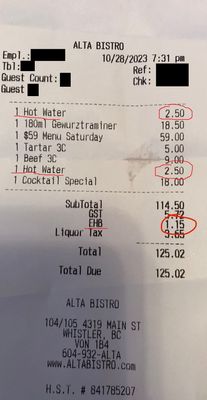 ALTA BISTRO
Empl.: 10/28/2023 7:31 pm
Tbl: Ref:
Guest Count: Chk:
Guest
1 Hot Water 2.50
1 180ml Gewurztraminer 18.50
1 $59 Menu Saturday 59.00
1 Tartar 3C 5.00
1 Beef 3C 9.00
1 Hot Water 2.50
1 Cocktail Special 18.00
SubTotal 114.50
GST 5.72
EHB 1.15
Liquor Tax 3.65
Total 125.02
Total Due 125.02
ALTA BISTRO
104/105 4319 MAIN ST
WHISTLER, BC
V0N 1B4
604-932-ALTA
www.ALTABISTRO.com
H.S.T. # 841785207